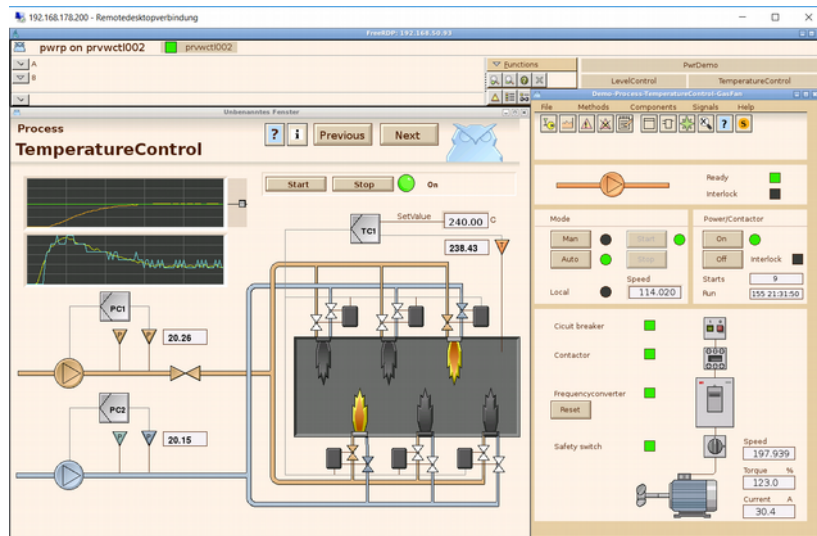 192.168.178.200 - Remotedesktopverbindung
FreeRDP: 192.168.50.93
pwrp on prvwctl002 prvwctl002
A
B
Functions
PwrDemo
LevelControl TemperatureControl
Unbenanntes Fenster
Process
TemperatureControl
? i Previous Next
Start Stop On
TC1
SetValue 240.00 C
238.43 T
PC1
P P 20.26
PC2
P P 20.15
Demo-Process-TemperatureControl-GasFan
File Methods Components Signals Help
? S
Ready
Interlock
Mode
Man Start
Auto Stop
Local
Speed
114.020
Power/Contactor
On
Off Interlock
Starts 9
Run 155 21:31:50
Cicuit breaker
Contactor
Frequencyconverter
Reset
Safety switch
Speed
197.939
Torque %
123.0
Current A
30.4